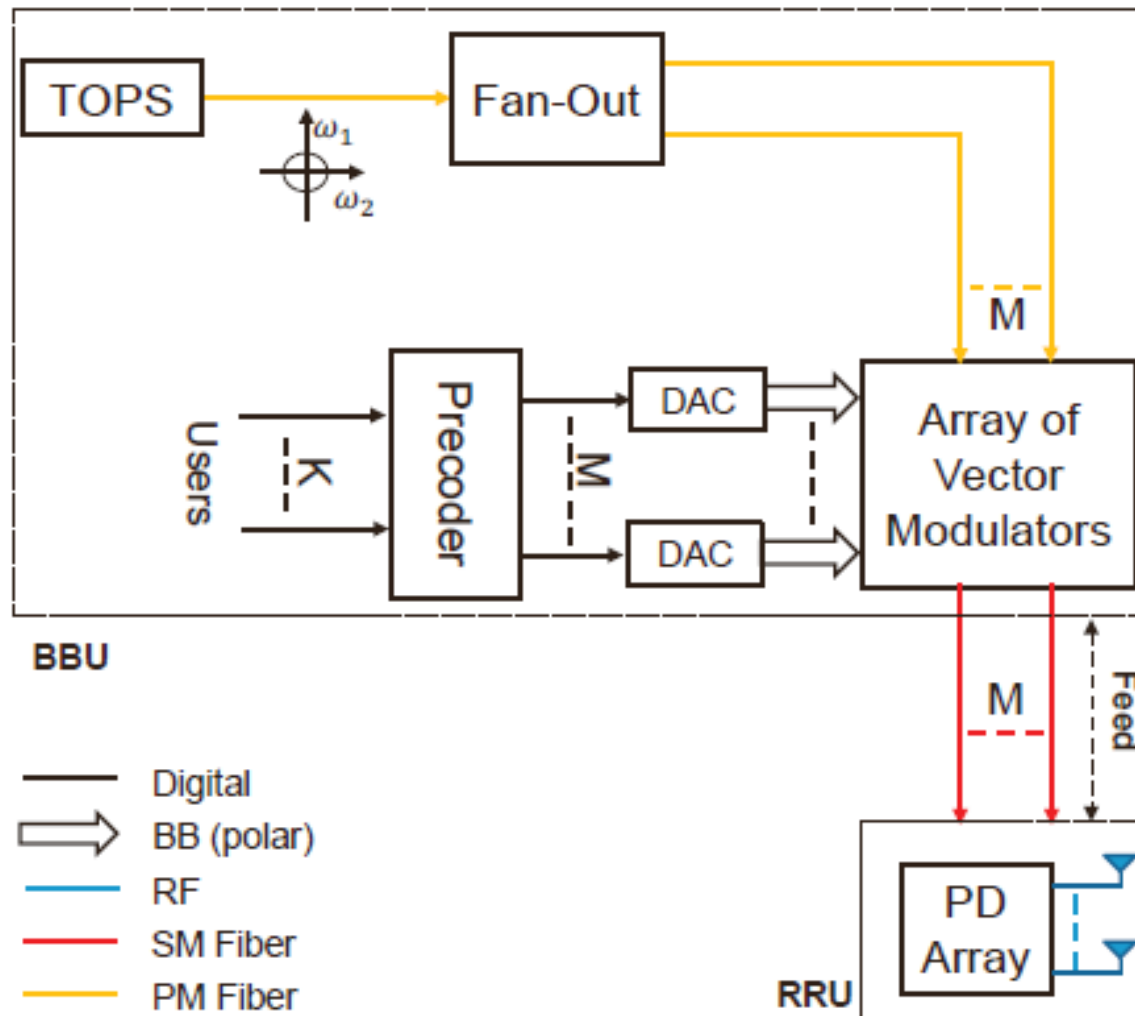 TOPS
Fan-Out
ω1
ω2
M
Users
K
Precoder
M
DAC
DAC
Array of
Vector
Modulators
BBU
M
Feed
Digital
BB (polar)
RF
SM Fiber
PM Fiber
PD
Array
RRU